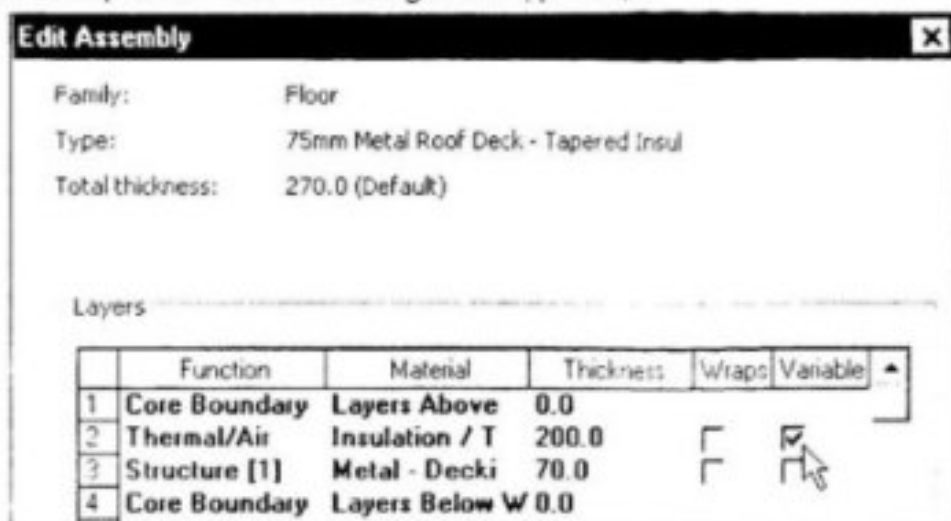 Edit Assembly
Family: Floor
Type: 75mm Metal Roof Deck - Tapered Insul
Total thickness: 270.0 (Default)
Layers
Function Material Thickness Wraps Variable
1 Core Boundary Layers Above 0.0
2 Thermal/Air Insulation / T 200.0
3 Structure [1] Metal - Decki 70.0
4 Core Boundary Layers Below W 0.0